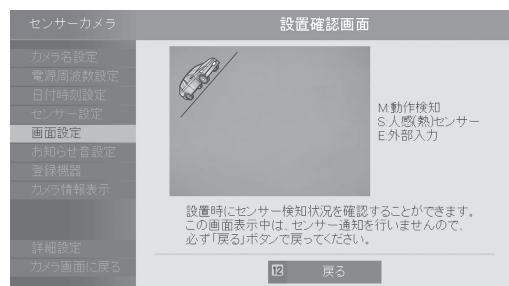 センサーカメラ
設置確認画面
カメラ名設定
電源周波数設定
日付時刻設定
センサー設定
画面設定
お知らせ音設定
登録機器
カメラ情報表示
詳細設定
カメラ画面に戻る
M:動作検知
S:人感(熱)センサー
E:外部入力
設置時にセンサー検知状況を確認することができます。
この画面表示中は、センサー通知を行いませんので、
必ず「戻る」ボタンで戻ってください。
12 戻る